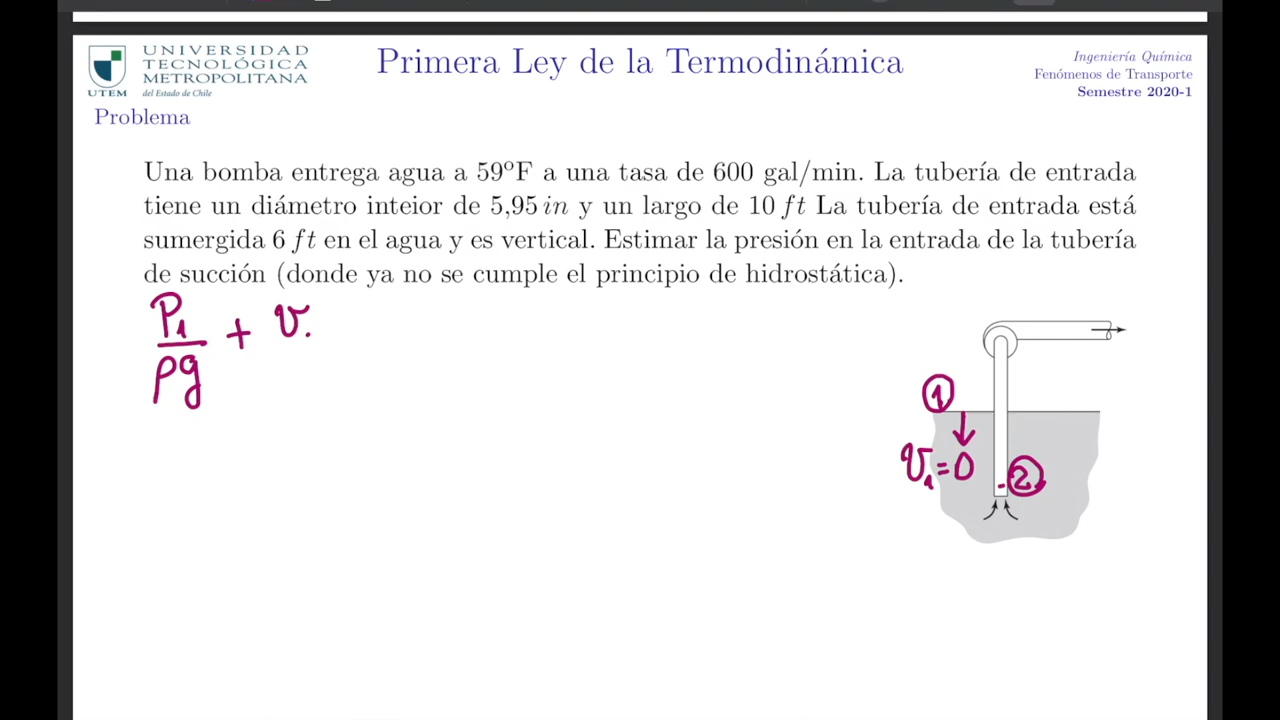 UNIVERSIDAD
TECNOLÓGICA
METROPOLITANA
del Estado de Chile
UTEM
Primera Ley de la Termodinámica
Ingeniería Química
Fenómenos de Transporte
Semestre 2020-1
Problema
Una bomba entrega agua a 59ºF a una tasa de 600 gal/min. La tubería de entrada
tiene un diámetro inteior de 5,95 in y un largo de 10 ft La tubería de entrada está
sumergida 6 ft en el agua y es vertical. Estimar la presión en la entrada de la tubería
de succión (donde ya no se cumple el principio de hidrostática).
P₁/ρg + v.
1
v₁=0
2